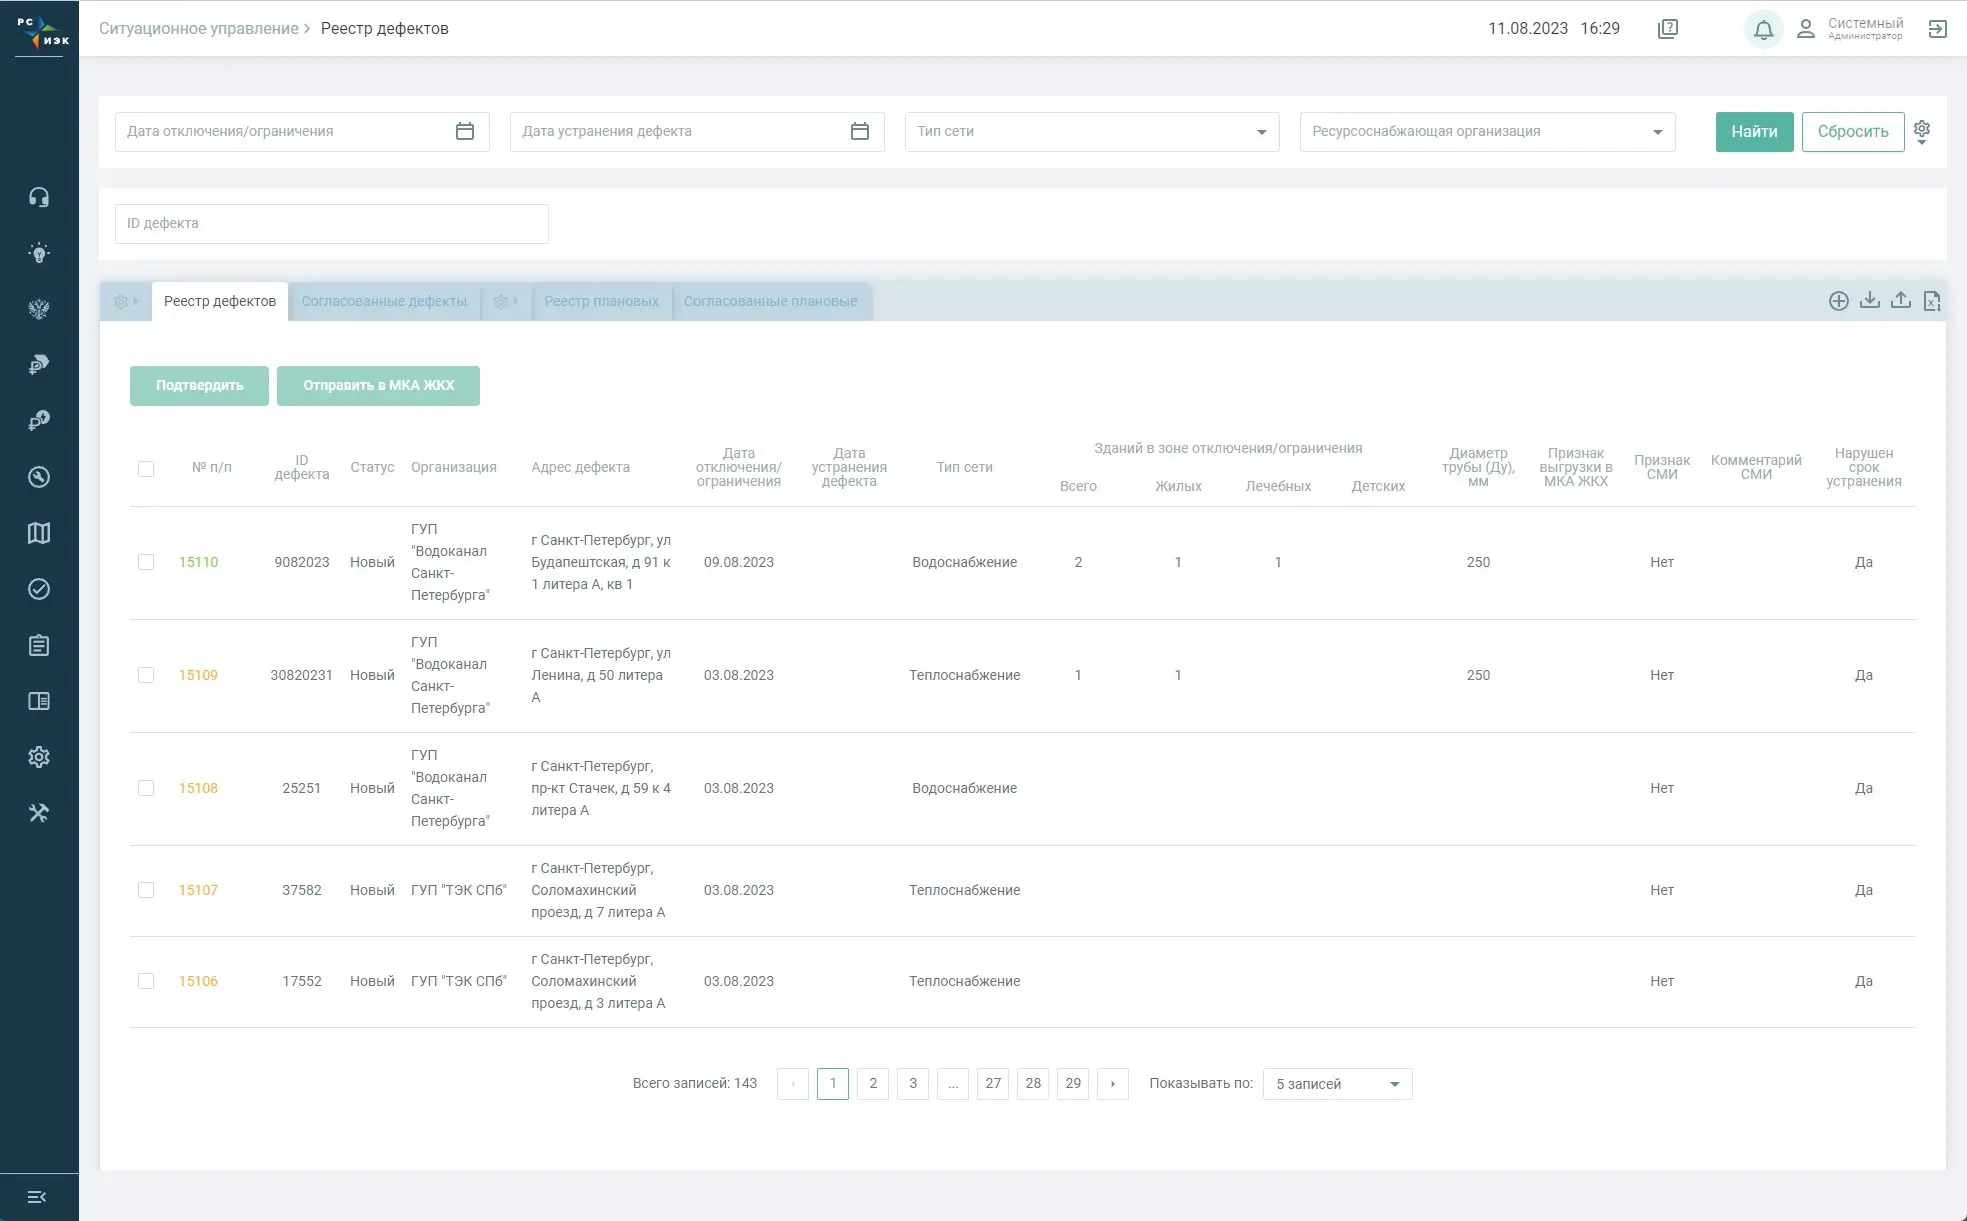 РС
ИЭК
Ситуационное управление > Реестр дефектов
11.08.2023 16:29
Системный
Администратор
Дата отключения/ограничения
Дата устранения дефекта
Тип сети
Ресурсоснабжающая организация
Найти
Сбросить
ID дефекта
Реестр дефектов
Согласованные дефекты
Реестр плановых
Согласованные плановые
Подтвердить
Отправить в МКА ЖКХ
№ п/п
ID
дефекта
Статус
Организация
Адрес дефекта
Дата
отключения/
ограничения
Дата
устранения
дефекта
Тип сети
Зданий в зоне отключения/ограничения
Всего
Жилых
Лечебных
Детских
Диаметр
трубы (Ду),
мм
Признак
выгрузки в
МКА ЖКХ
Признак
СМИ
Комментарий
СМИ
Нарушен
срок
устранения
15110
9082023
Новый
ГУП
"Водоканал
Санкт-
Петербурга"
г Санкт-Петербург, ул
Будапештская, д 91 к
1 литера А, кв 1
09.08.2023
Водоснабжение
2
1
1
250
Нет
Да
15109
30820231
Новый
ГУП
"Водоканал
Санкт-
Петербурга"
г Санкт-Петербург, ул
Ленина, д 50 литера
А
03.08.2023
Теплоснабжение
1
1
250
Нет
Да
15108
25251
Новый
ГУП
"Водоканал
Санкт-
Петербурга"
г Санкт-Петербург,
пр-кт Стачек, д 59 к 4
литера А
03.08.2023
Водоснабжение
Нет
Да
15107
37582
Новый
ГУП "ТЭК СПб"
г Санкт-Петербург,
Соломахинский
проезд, д 7 литера А
03.08.2023
Теплоснабжение
Нет
Да
15106
17552
Новый
ГУП "ТЭК СПб"
г Санкт-Петербург,
Соломахинский
проезд, д 3 литера А
03.08.2023
Теплоснабжение
Нет
Да
Всего записей: 143
1
2
3
...
27
28
29
Показывать по:
5 записей